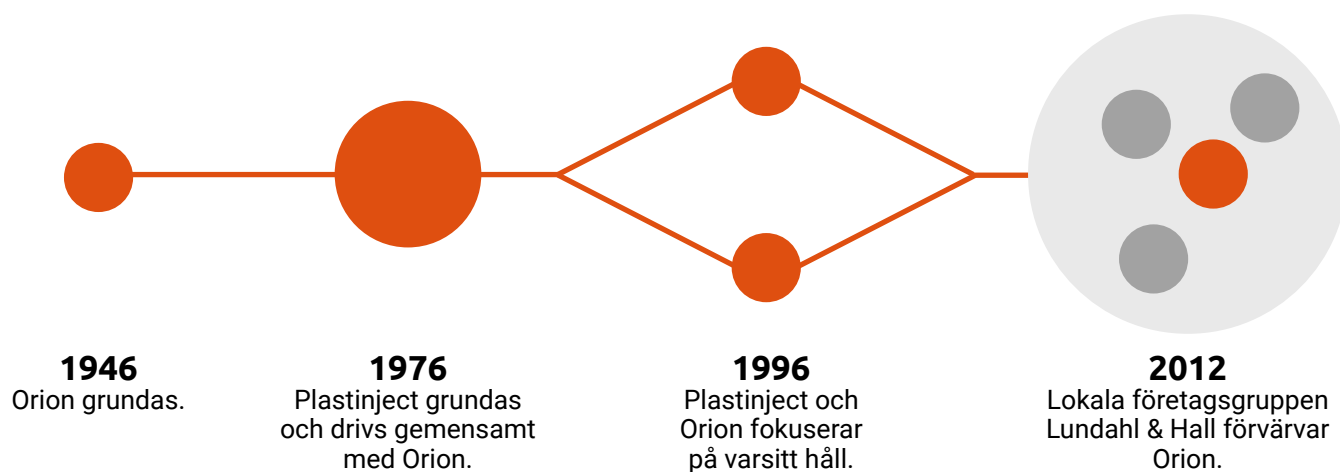 1946
Orion grundas.
1976
Plastinject grundas
och drivs gemensamt
med Orion.
1996
Plastinject och
Orion fokuserar
på varsitt håll.
2012
Lokala företagsgruppen
Lundahl & Hall förvärvar
Orion.